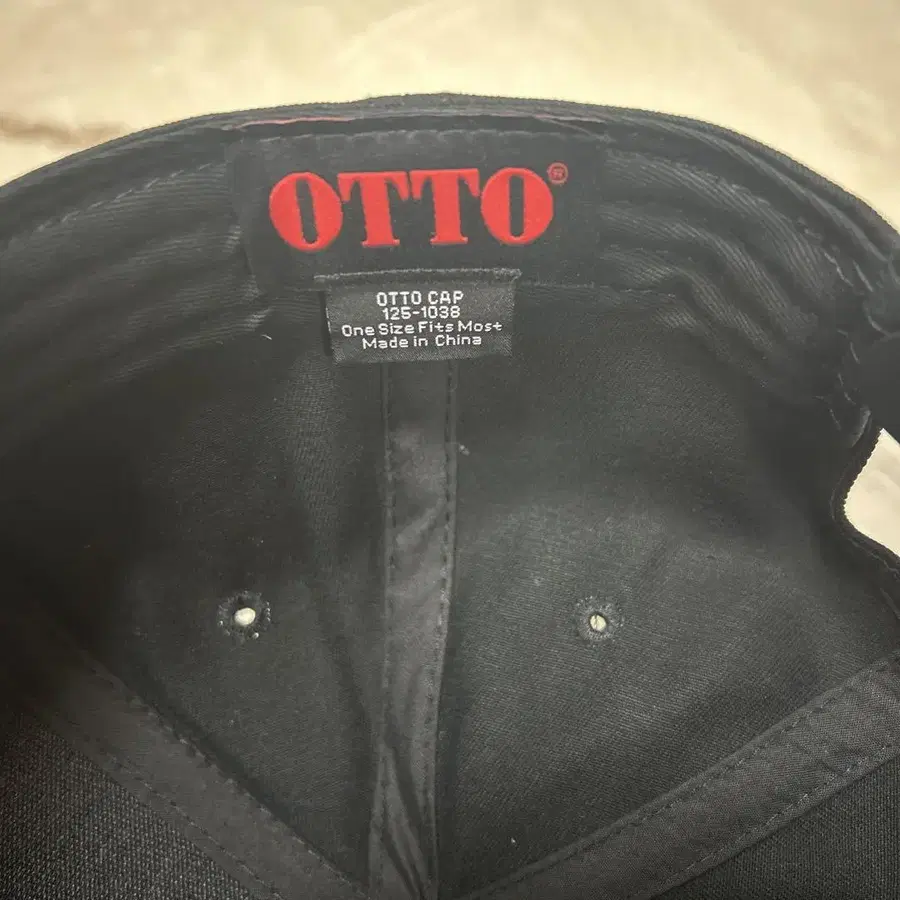 OTTO®
OTTO CAP
125-1038
One Size Fits Most
Made in China